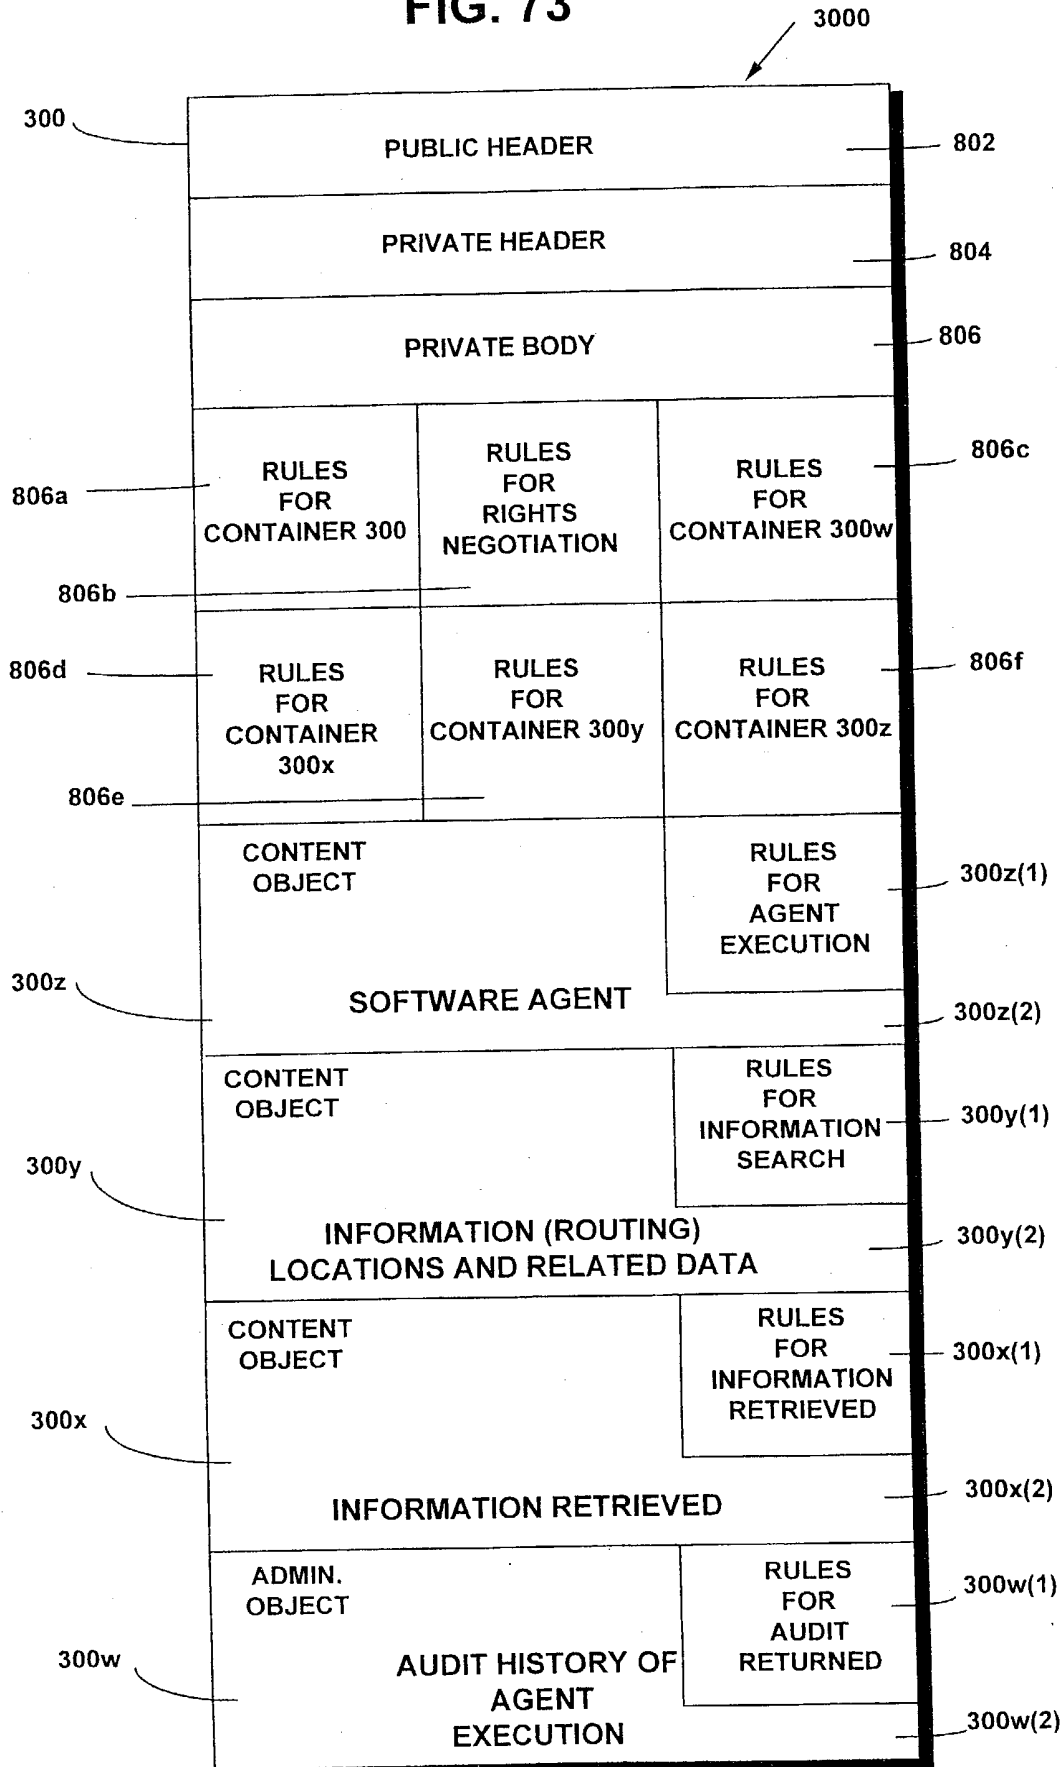 FIG. 73
3000
300
PUBLIC HEADER
802
PRIVATE HEADER
804
PRIVATE BODY
806
806a
RULES
FOR
CONTAINER 300
806b
RULES
FOR
RIGHTS
NEGOTIATION
RULES
FOR
CONTAINER 300w
806c
806d
RULES
FOR
CONTAINER
300x
806e
RULES
FOR
CONTAINER 300y
RULES
FOR
CONTAINER 300z
806f
CONTENT
OBJECT
RULES
FOR
AGENT
EXECUTION
300z(1)
300z
SOFTWARE AGENT
300z(2)
CONTENT
OBJECT
RULES
FOR
INFORMATION
SEARCH
300y(1)
300y
INFORMATION (ROUTING)
LOCATIONS AND RELATED DATA
300y(2)
CONTENT
OBJECT
RULES
FOR
INFORMATION
RETRIEVED
300x(1)
300x
INFORMATION RETRIEVED
300x(2)
ADMIN.
OBJECT
RULES
FOR
AUDIT
RETURNED
300w(1)
300w
AUDIT HISTORY OF
AGENT
EXECUTION
300w(2)